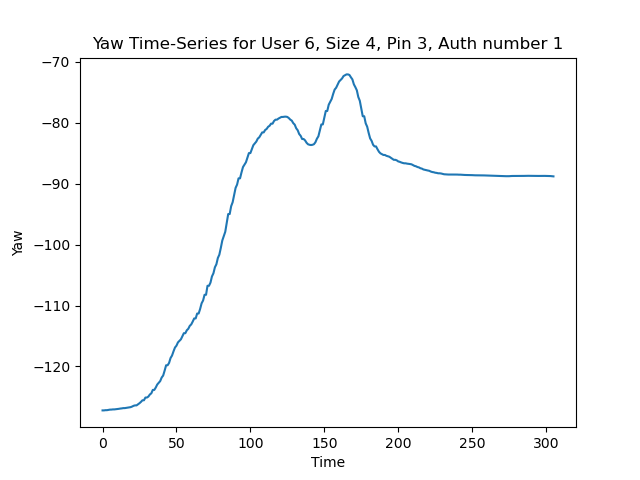 Yaw Time-Series for User 6, Size 4, Pin 3, Auth number 1
−70
−80
−90
−100
−110
−120
Yaw
0 50 100 150 200 250 300
Time